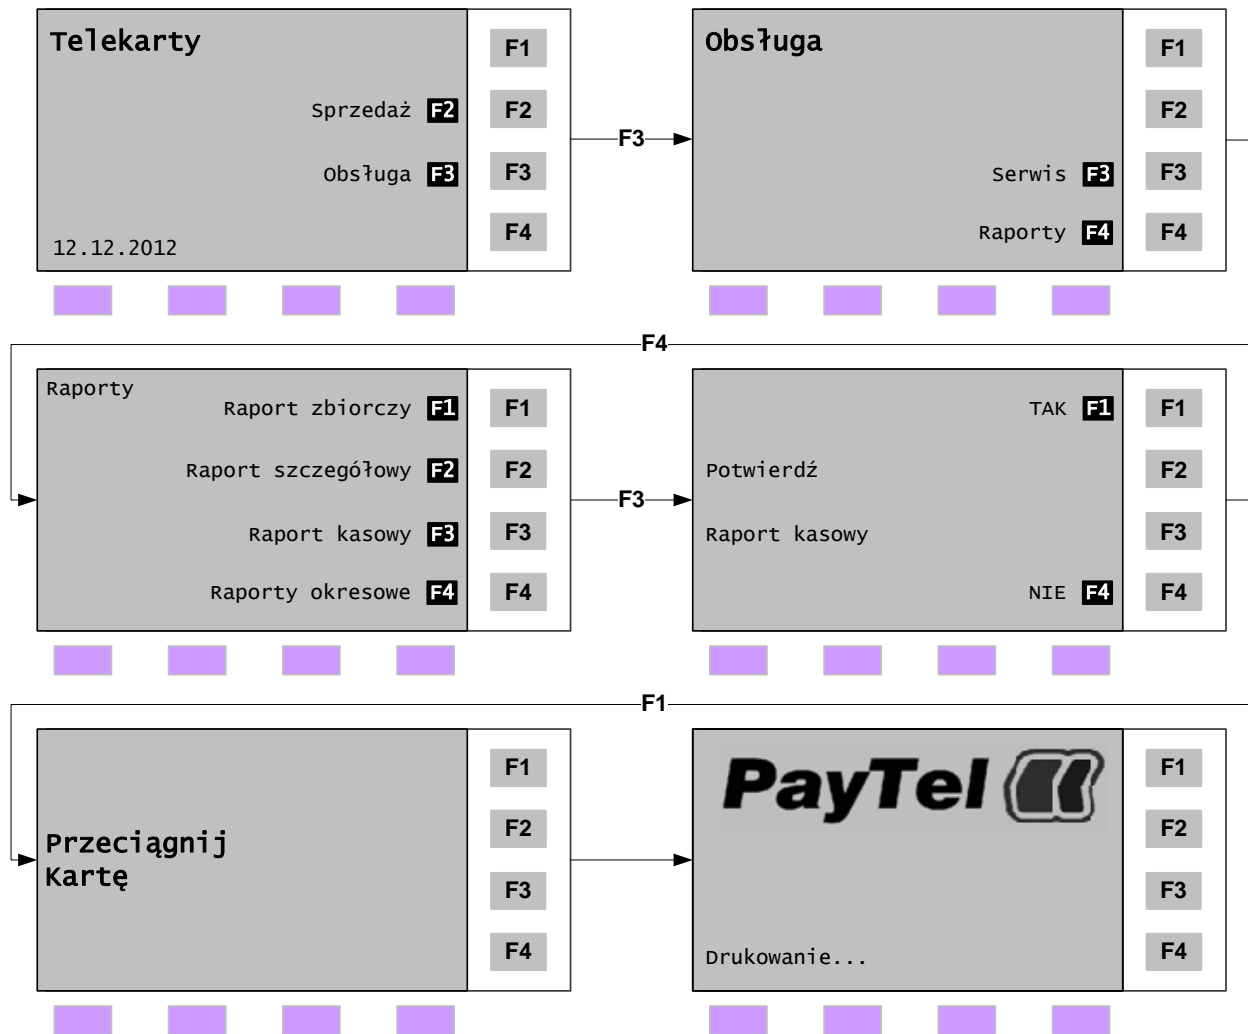 Telekarty
F1
Sprzedaż F2
F2
Obsługa F3
F3
12.12.2012
F4
F3
Obsługa
F1
F2
Serwis F3
F3
Raporty F4
F4
F4
Raporty
Raport zbiorczy F1
F1
Raport szczegółowy F2
F2
Raport kasowy F3
F3
Raporty okresowe F4
F4
F3
TAK F1
F1
Potwierdź
F2
Raport kasowy
F3
NIE F4
F4
F1
Przeciągnij
Kartę
F1
F2
F3
F4
PayTel
F1
F2
F3
Drukowanie...
F4